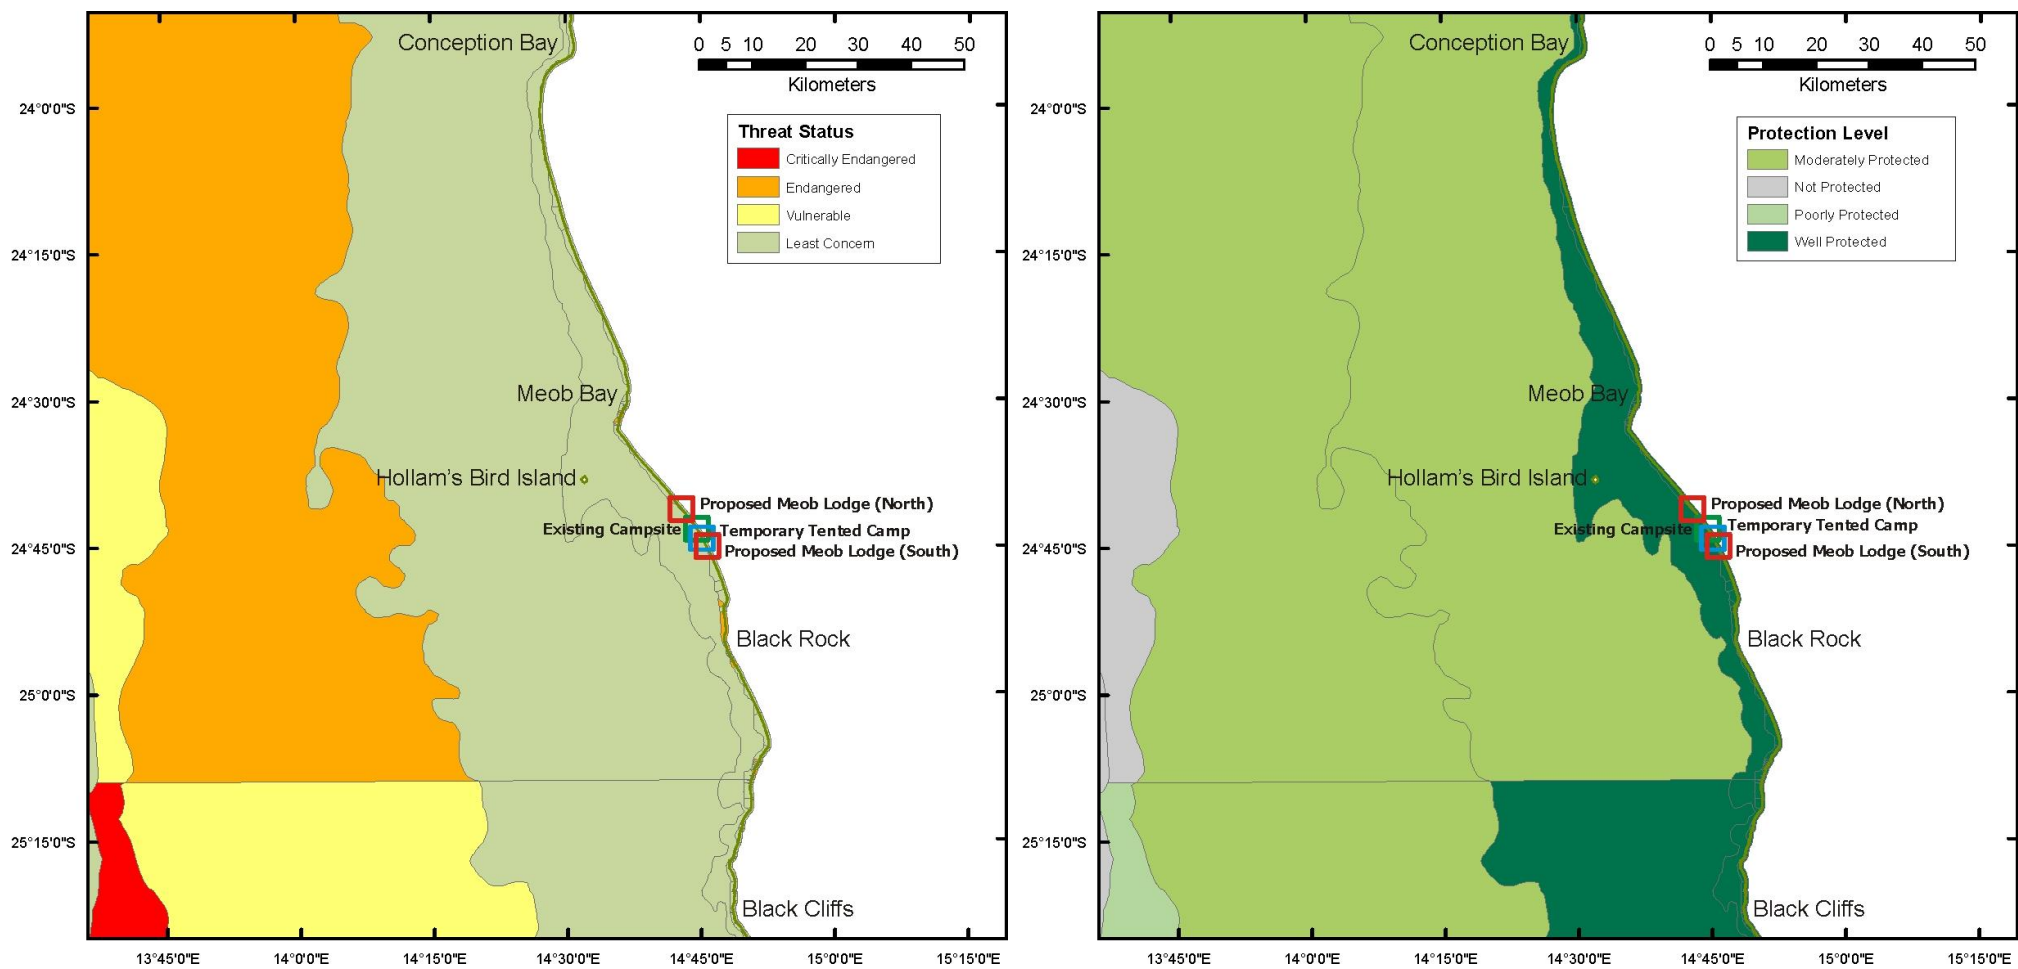 Conception Bay
0 5 10 20 30 40 50
Kilometers
24°0'0"S
Threat Status
Critically Endangered
Endangered
Vulnerable
Least Concern
24°15'0"S
24°30'0"S
Meob Bay
Hollam's Bird Island
Proposed Meob Lodge (North)
Existing Campsite
Temporary Tented Camp
24°45'0"S
Proposed Meob Lodge (South)
Black Rock
25°0'0"S
25°15'0"S
Black Cliffs
13°45'0"E 14°0'0"E 14°15'0"E 14°30'0"E 14°45'0"E 15°0'0"E 15°15'0"E
Conception Bay
0 5 10 20 30 40 50
Kilometers
24°0'0"S
Protection Level
Moderately Protected
Not Protected
Poorly Protected
Well Protected
24°15'0"S
24°30'0"S
Meob Bay
Hollam's Bird Island
Proposed Meob Lodge (North)
Existing Campsite
Temporary Tented Camp
24°45'0"S
Proposed Meob Lodge (South)
Black Rock
25°0'0"S
25°15'0"S
Black Cliffs
13°45'0"E 14°0'0"E 14°15'0"E 14°30'0"E 14°45'0"E 15°0'0"E 15°15'0"E